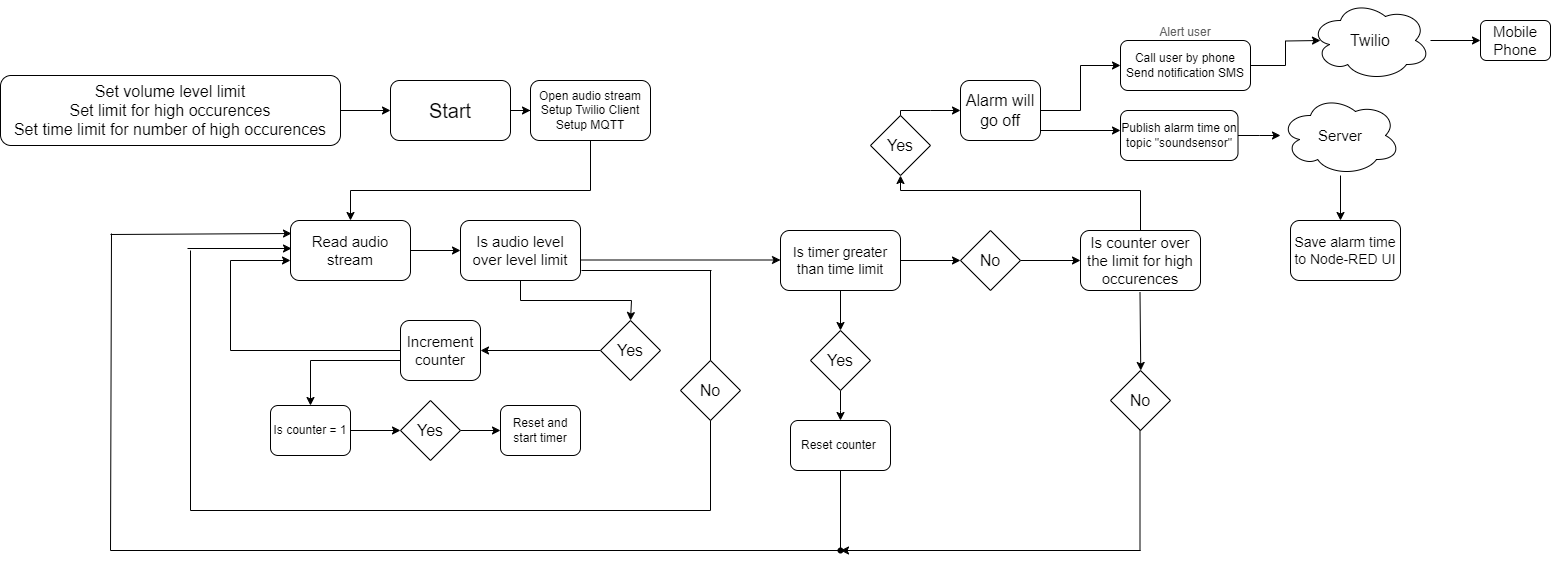 Set volume level limit
Set limit for high occurences
Set time limit for number of high occurences
Start
Open audio stream
Setup Twilio Client
Setup MQTT
Alarm will
go off
Yes
Alert user
Call user by phone
Send notification SMS
Twilio
Mobile
Phone
Publish alarm time on
topic "soundsensor"
Server
Save alarm time
to Node-RED UI
Read audio
stream
Is audio level
over level limit
Is timer greater
than time limit
No
Is counter over
the limit for high
occurences
Increment
counter
Yes
No
Yes
No
Is counter = 1
Yes
Reset and
start timer
Reset counter